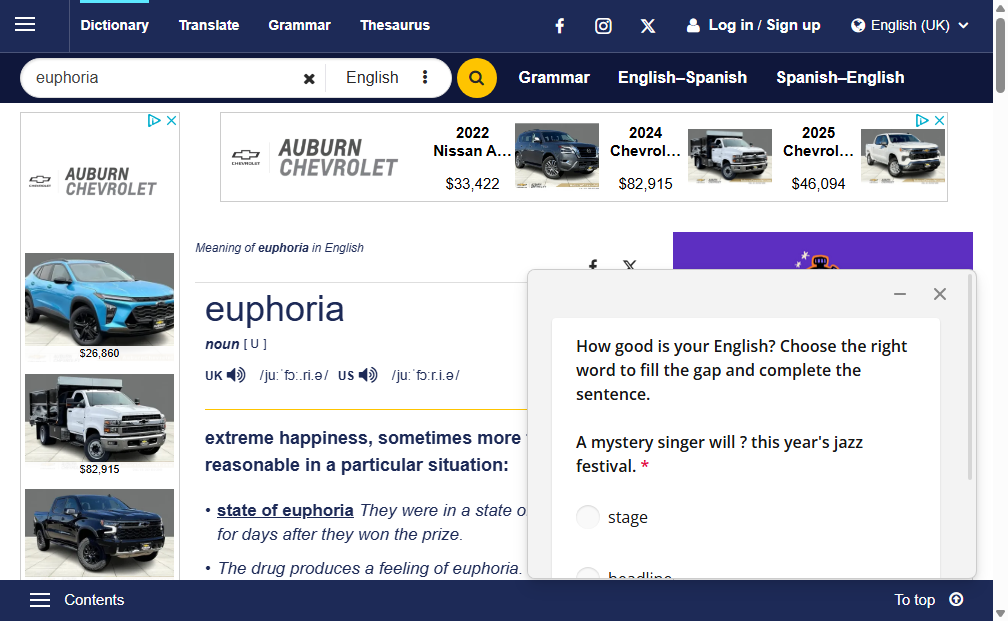 Dictionary Translate Grammar Thesaurus Log in / Sign up English (UK)
euphoria English Grammar English–Spanish Spanish–English
AUBURN
CHEVROLET
$26,860
$82,915
CHEVROLET
AUBURN
CHEVROLET
2022
Nissan A...
$33,422
2024
Chevrol...
$82,915
2025
Chevrol...
$46,094
Meaning of euphoria in English
euphoria
noun [ U ]
UK /juːˈfɔː.ri.ə/ US /juːˈfɔːr.i.ə/
extreme happiness, sometimes more
reasonable in a particular situation:
• state of euphoria They were in a state o
for days after they won the prize.
• The drug produces a feeling of euphoria.
How good is your English? Choose the right
word to fill the gap and complete the
sentence.
A mystery singer will ? this year's jazz
festival. *
stage
headline
Contents To top